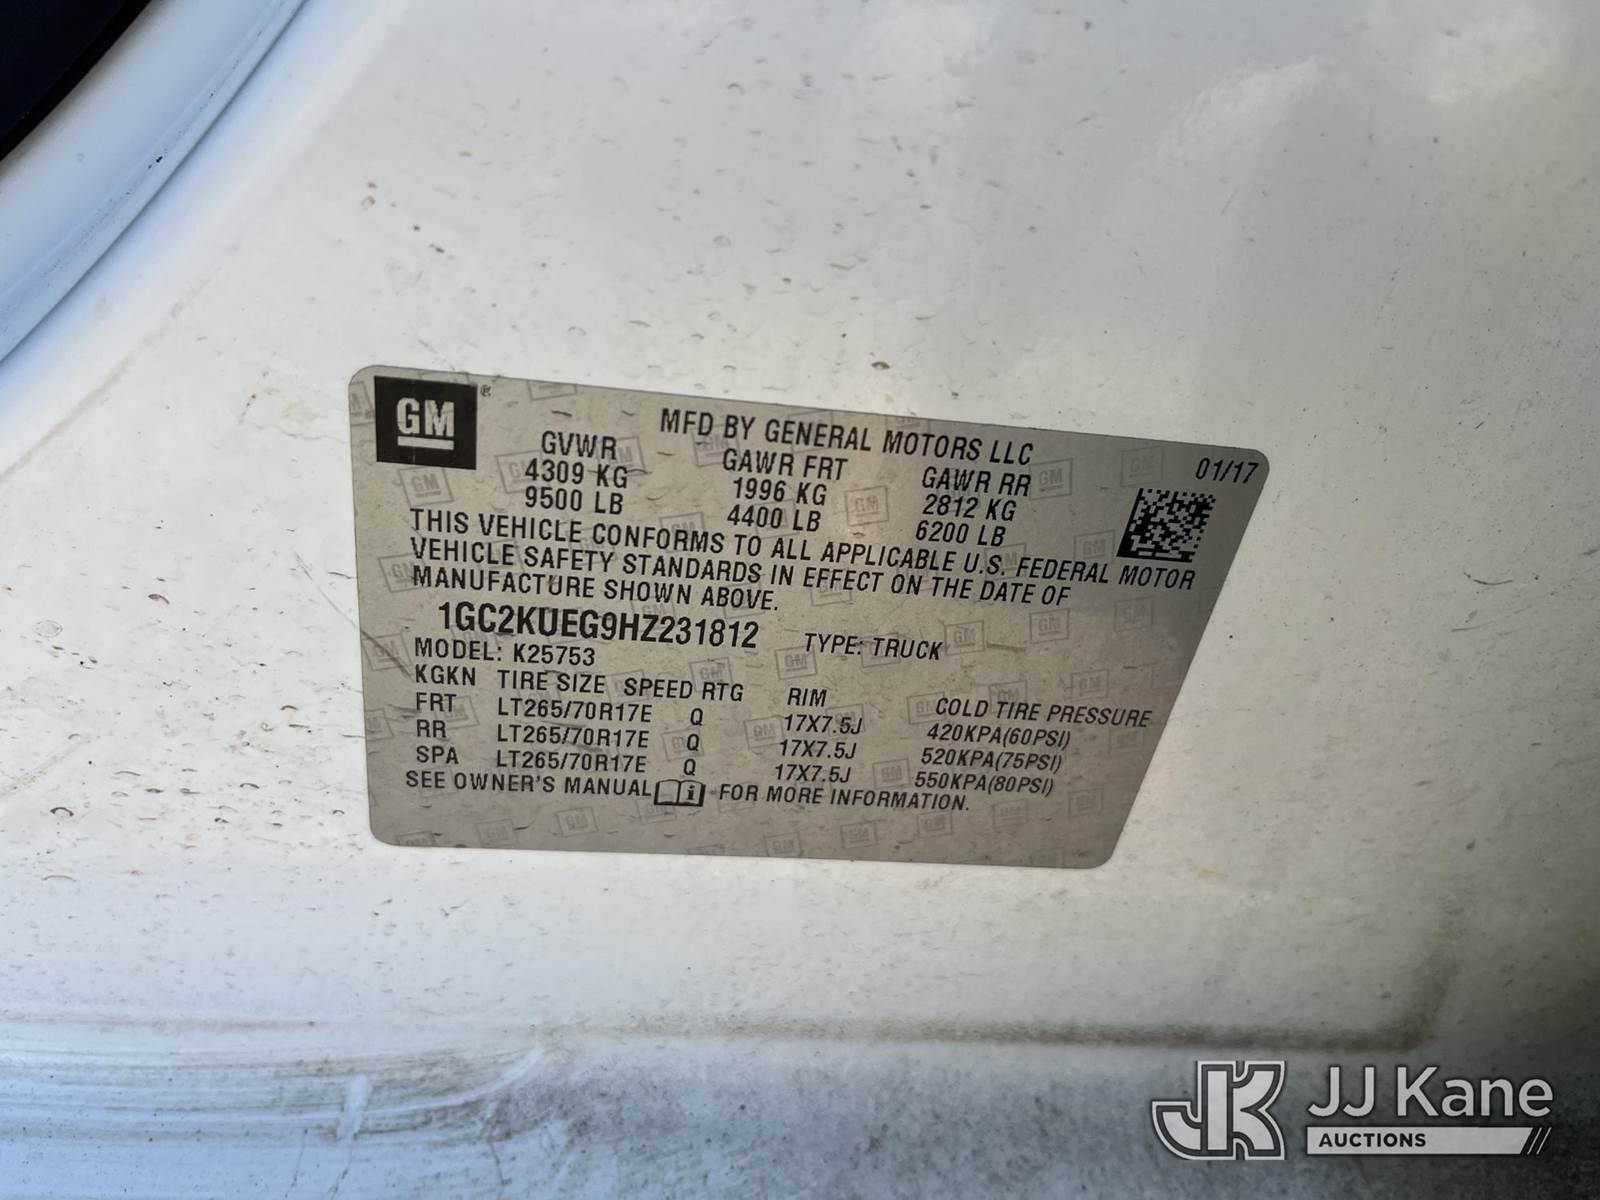 GM
MFD BY GENERAL MOTORS LLC
01/17
GVWR GAWR FRT GAWR RR
4309 KG 1996 KG 2812 KG
9500 LB 4400 LB 6200 LB
THIS VEHICLE CONFORMS TO ALL APPLICABLE U.S. FEDERAL MOTOR
VEHICLE SAFETY STANDARDS IN EFFECT ON THE DATE OF
MANUFACTURE SHOWN ABOVE.
1GC2KUEG9HZ231812 TYPE: TRUCK
MODEL: K25753
KGKN TIRE SIZE SPEED RTG RIM COLD TIRE PRESSURE
FRT LT265/70R17E Q 17X7.5J 420KPA(60PSI)
RR LT265/70R17E Q 17X7.5J 520KPA(75PSI)
SPA LT265/70R17E Q 17X7.5J 550KPA(80PSI)
SEE OWNER'S MANUAL FOR MORE INFORMATION.
JK JJ Kane
AUCTIONS